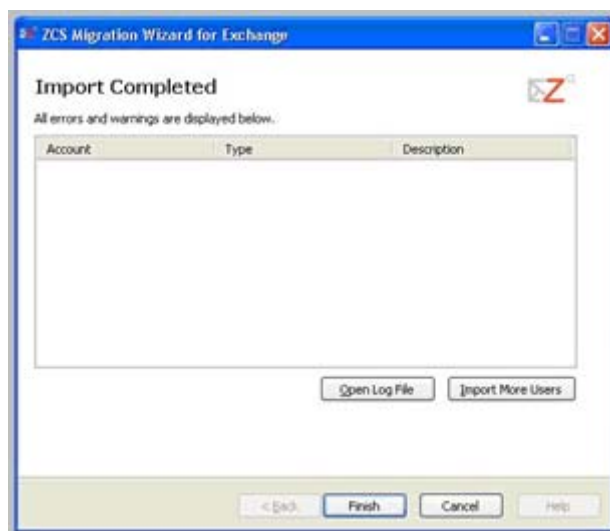 ZCS Migration Wizard for Exchange
Import Completed
Z
All errors and warnings are displayed below.
Account Type Description
Open Log File Import More Users
< Back Finish Cancel Help